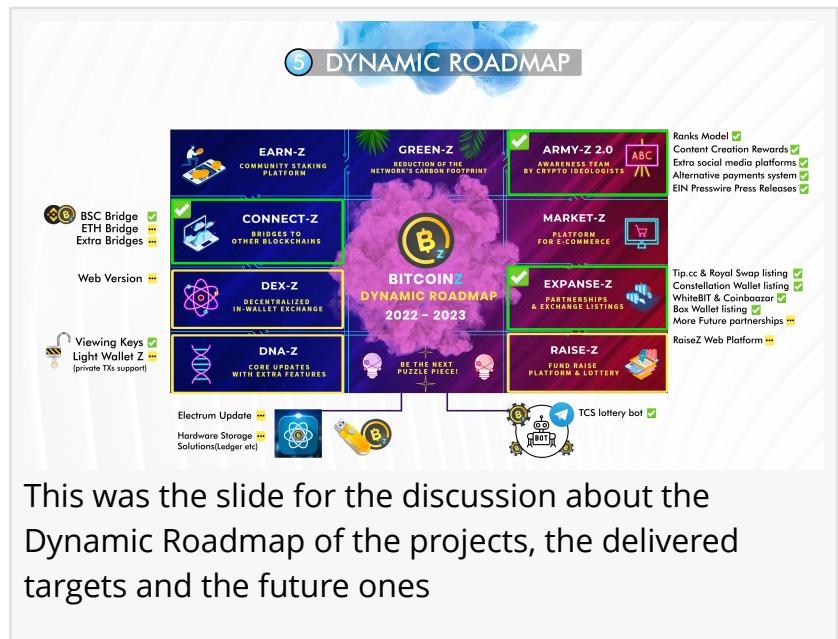 5 DYNAMIC ROADMAP
EARN-Z
COMMUNITY STAKING
PLATFORM
GREEN-Z
REDUCTION OF THE
NETWORK'S CARBON FOOTPRINT
ARMY-Z 2.0
AWARENESS TEAM
BY CRYPTO IDEOLOGISTS
ABC
Ranks Model
Content Creation Rewards
Extra social media platforms
Alternative payments system
EIN Presswire Press Releases
BSC Bridge
ETH Bridge
Extra Bridges
CONNECT-Z
BRIDGES TO
OTHER BLOCKCHAINS
MARKET-Z
PLATFORM
FOR E-COMMERCE
Web Version
DEX-Z
DECENTRALIZED
IN-WALLET EXCHANGE
BITCOINZ
DYNAMIC ROADMAP
2022 - 2023
EXPANSE-Z
PARTNERSHIPS
& EXCHANGE LISTINGS
Tip.cc & Royal Swap listing
Constellation Wallet listing
WhiteBIT & Coinbaazar
Box Wallet listing
More Future partnerships
Viewing Keys
Light Wallet Z
(private TXs support)
DNA-Z
CORE UPDATES
WITH EXTRA FEATURES
BE THE NEXT
PUZZLE PIECE!
RAISE-Z
FUND RAISE
PLATFORM & LOTTERY
RaiseZ Web Platform
Electrum Update
Hardware Storage
Solutions(Ledger etc)
BOT
TCS lottery bot
This was the slide for the discussion about the
Dynamic Roadmap of the projects, the delivered
targets and the future ones